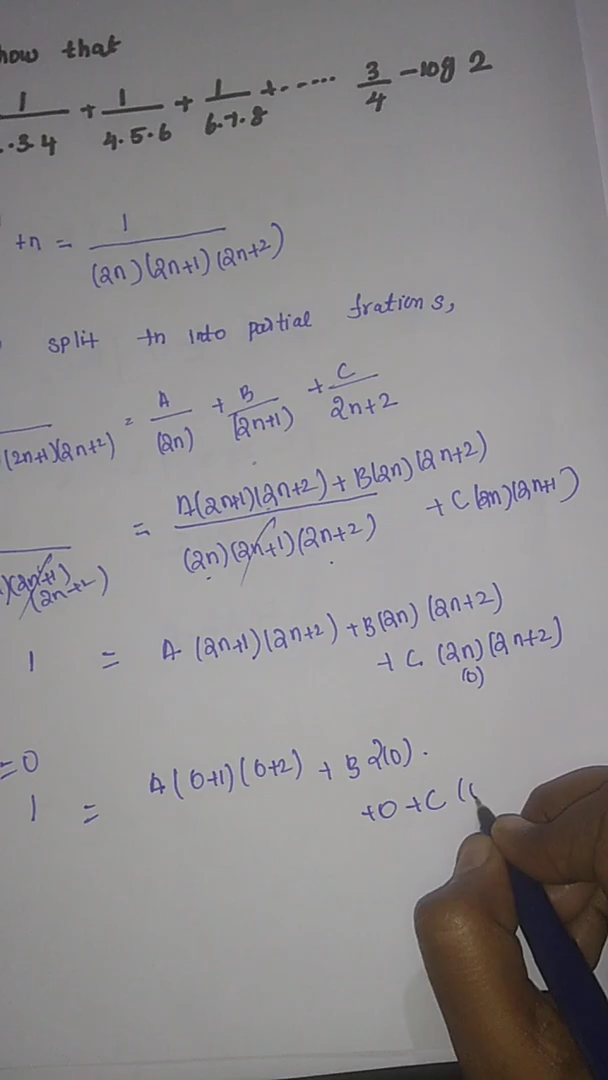 how that
1/.3.4 + 1/4.5.6 + 1/6.7.8 + ...... 3/4 - log 2
tn = 1/(2n)(2n+1)(2n+2)
split tn into partial frations,
/(2n+1)(2n+2) = A/(2n) + B/(2n+1) + C/2n+2
/)(2n+1)(2n+2) = A(2n+1)(2n+2) + B(2n)(2n+2) + C(2n)(2n+1)/(2n)(2n+1)(2n+2)
1 = A (2n+1)(2n+2) + B(2n) (2n+2)
+ C (2n)(2n+2)
(0)
=0
1 = A(0+1)(0+2) + B 2(0).
+0 + C (